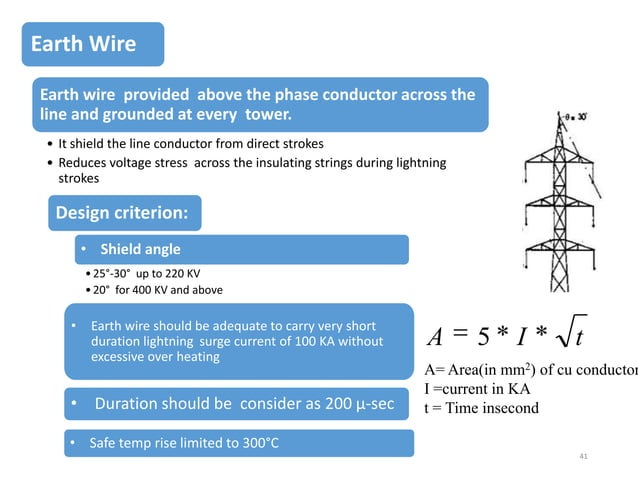 Earth Wire
Earth wire provided above the phase conductor across the
line and grounded at every tower.
• It shield the line conductor from direct strokes
• Reduces voltage stress across the insulating strings during lightning
strokes
Design criterion:
• Shield angle
• 25°-30° up to 220 KV
• 20° for 400 KV and above
• Earth wire should be adequate to carry very short
duration lightning surge current of 100 KA without
excessive over heating
• Duration should be consider as 200 µ-sec
• Safe temp rise limited to 300°C
θ = 30°
A = 5 * I * √t
A= Area(in mm²) of cu conductor
I =current in KA
t = Time insecond
41